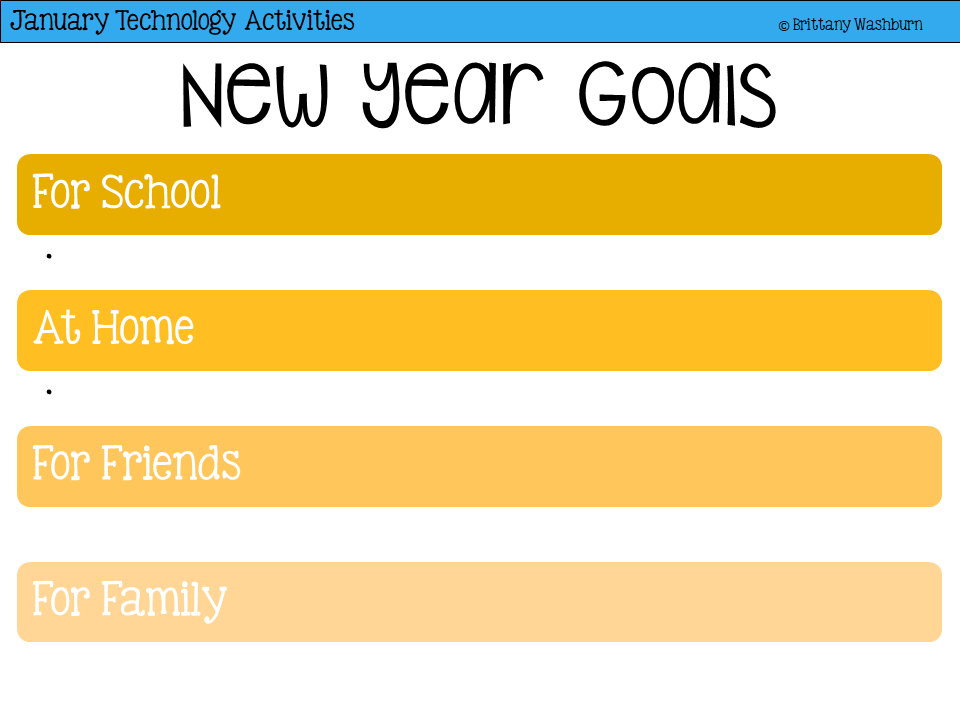 January Technology Activities
© Brittany Washburn
New Year Goals
For School
•
At Home
•
For Friends
For Family